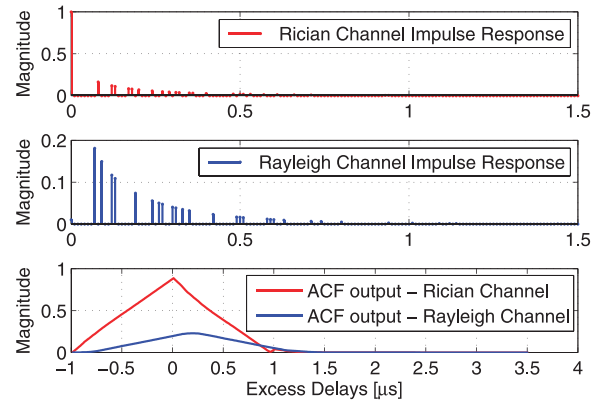 Magnitude
1
0.5
0
Rician Channel Impulse Response
0
0.5
1
1.5
Magnitude
0.2
0.1
0
Rayleigh Channel Impulse Response
0
0.5
1
1.5
Magnitude
1
0.5
0
ACF output – Rician Channel
ACF output – Rayleigh Channel
−1 −0.5 0 0.5 1 1.5 2 2.5 3 3.5 4
Excess Delays [μs]